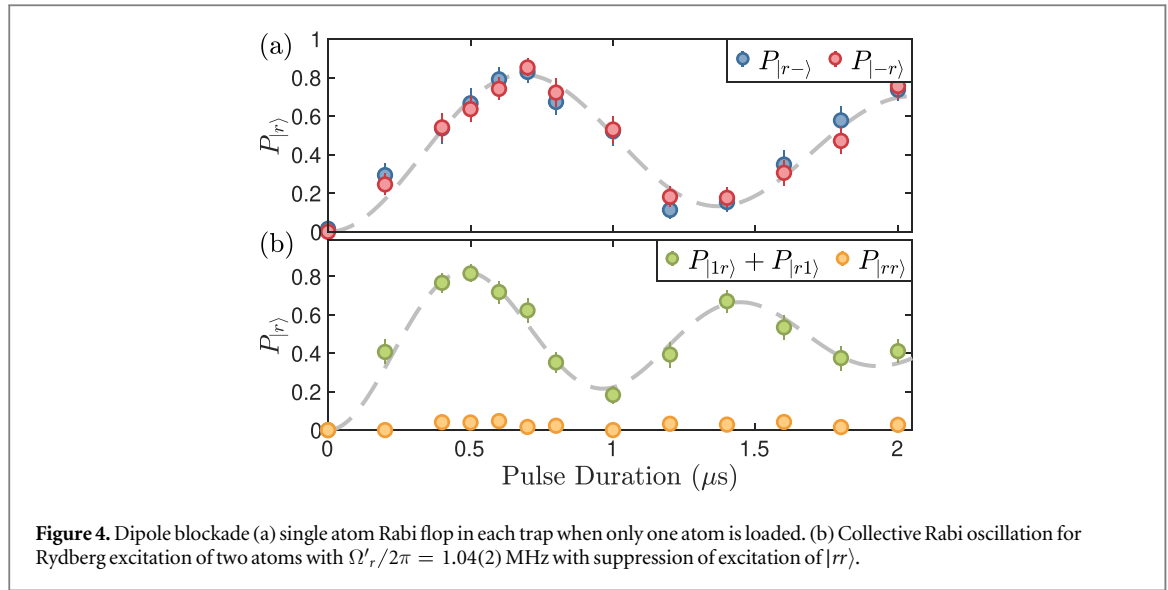 (a)
1
0.8
0.6
0.4
0.2
0
P|r⟩
P|r−⟩ P|−r⟩
(b)
0.8
0.6
0.4
0.2
0
P|r⟩
P|1r⟩ + P|r1⟩ P|rr⟩
0 0.5 1 1.5 2
Pulse Duration (μs)
Figure 4. Dipole blockade (a) single atom Rabi flop in each trap when only one atom is loaded. (b) Collective Rabi oscillation for
Rydberg excitation of two atoms with Ω′r/2π = 1.04(2) MHz with suppression of excitation of |rr⟩.